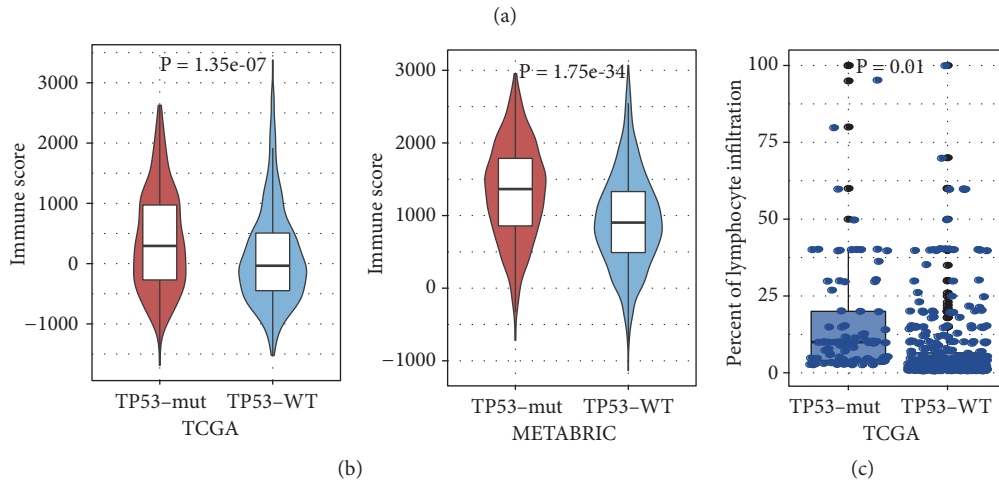 (a)
Immune score
3000
2000
1000
0
−1000
P = 1.35e-07
TP53−mut TP53−WT
TCGA
Immune score
3000
2000
1000
0
−1000
P = 1.75e-34
TP53−mut TP53−WT
METABRIC
(b)
Percent of lymphocyte infiltration
100
75
50
25
0
P = 0.01
TP53−mut TP53−WT
TCGA
(c)